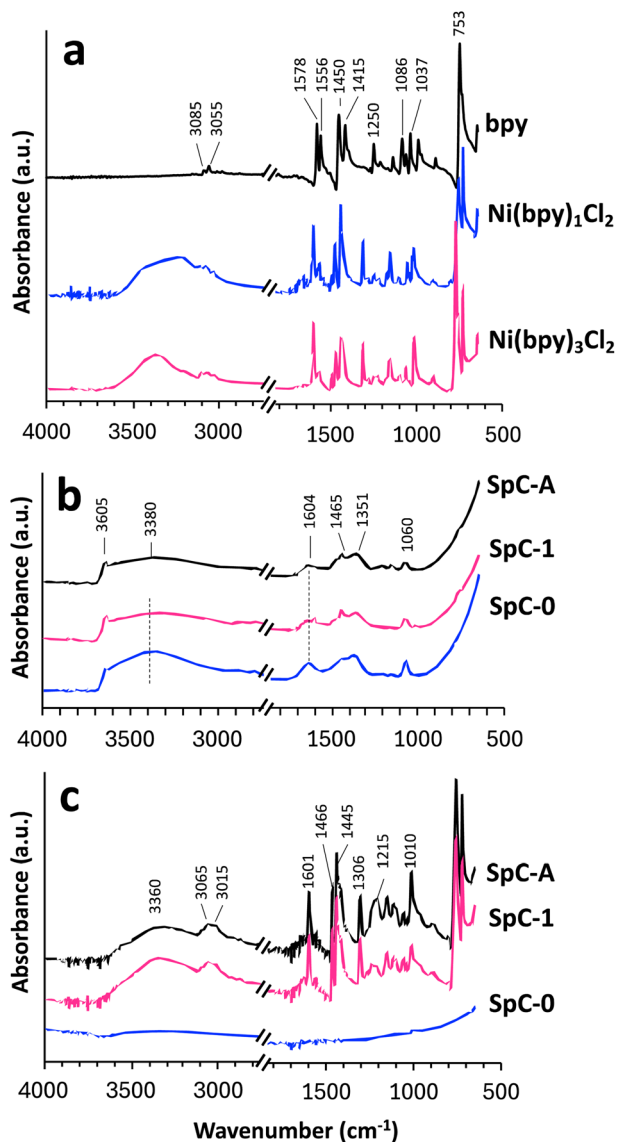 a
753
1578
1556
1450
1415
1250
1086
1037
3085
3055
bpy
Ni(bpy)1Cl2
Ni(bpy)3Cl2
Absorbance (a.u.)
4000 3500 3000 1500 1000 500
b
3605
3380
1604
1465
1351
1060
SpC-A
SpC-1
SpC-0
Absorbance (a.u.)
4000 3500 3000 1500 1000 500
c
3360
3065
3015
1601
1466
1445
1306
1215
1010
SpC-A
SpC-1
SpC-0
Absorbance (a.u.)
4000 3500 3000 1500 1000 500
Wavenumber (cm-1)